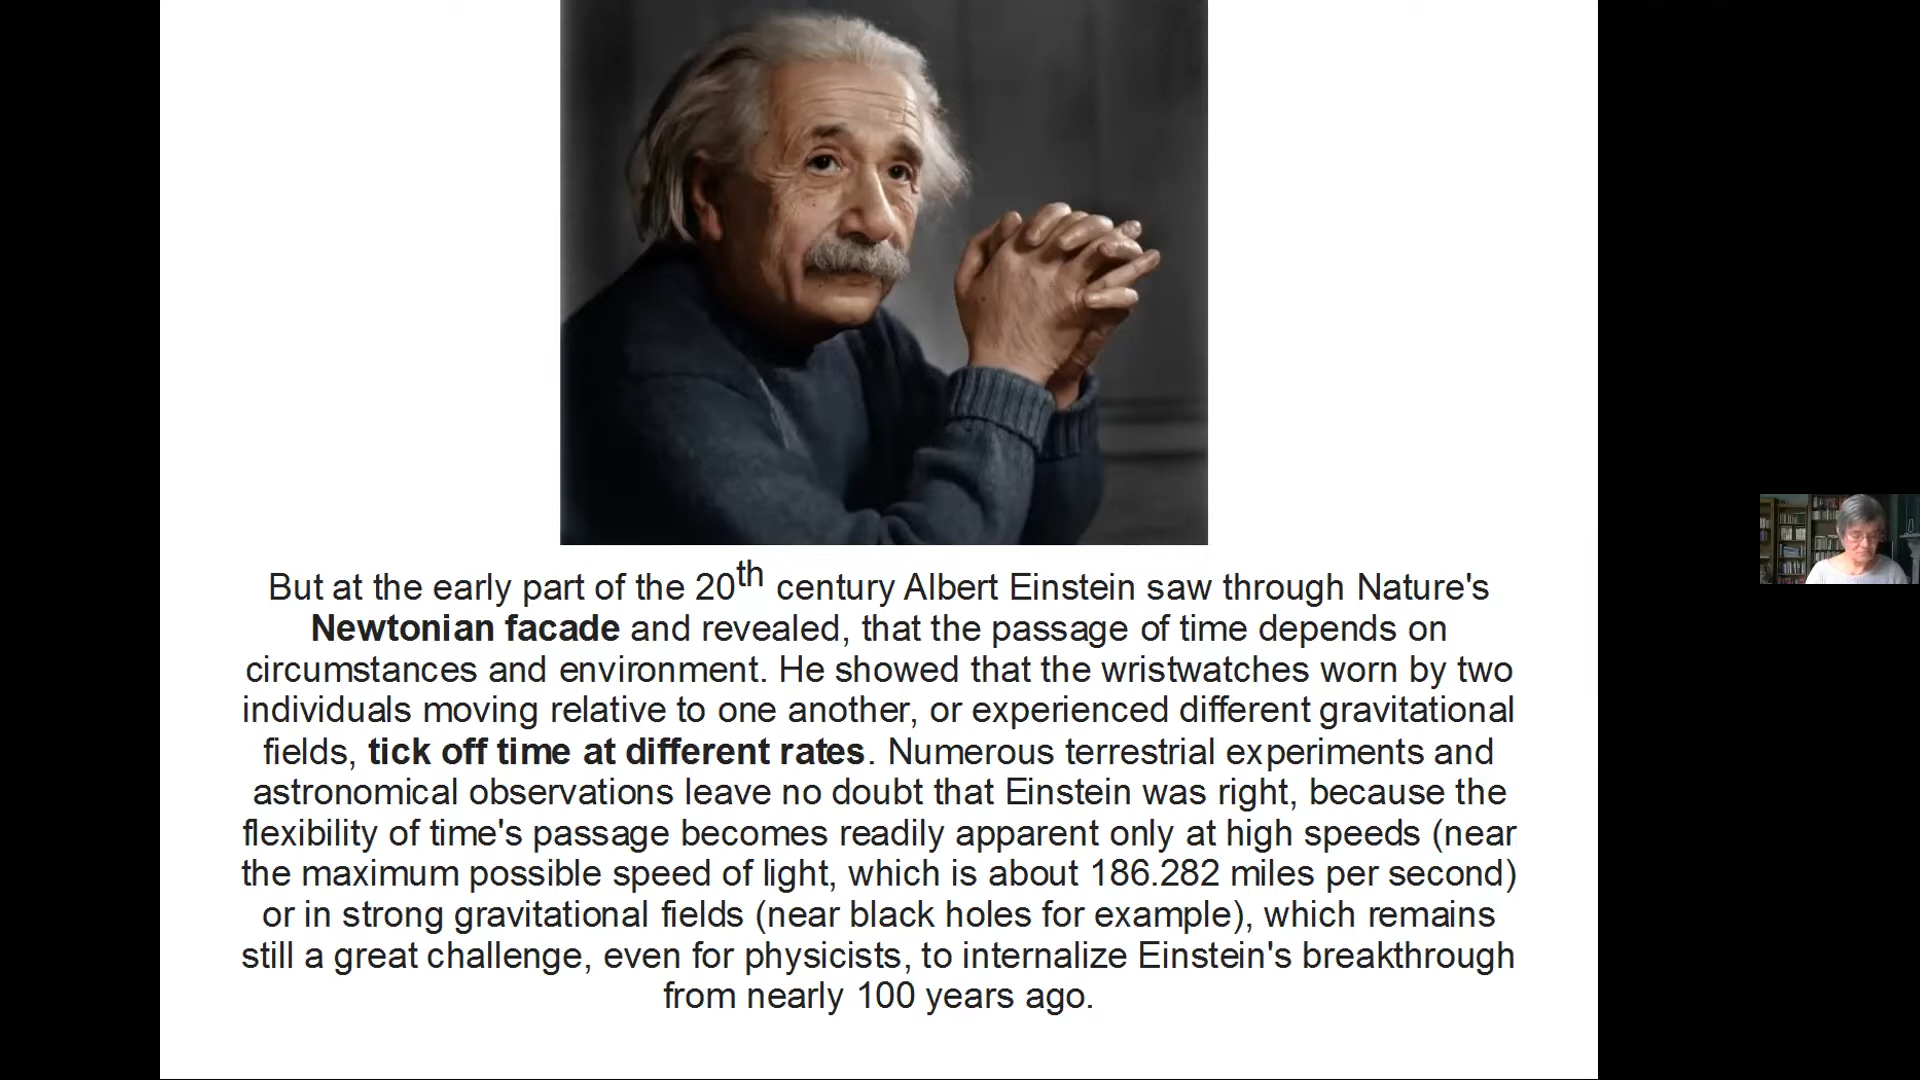 But at the early part of the 20th century Albert Einstein saw through Nature's
Newtonian facade and revealed, that the passage of time depends on
circumstances and environment. He showed that the wristwatches worn by two
individuals moving relative to one another, or experienced different gravitational
fields, tick off time at different rates. Numerous terrestrial experiments and
astronomical observations leave no doubt that Einstein was right, because the
flexibility of time's passage becomes readily apparent only at high speeds (near
the maximum possible speed of light, which is about 186.282 miles per second)
or in strong gravitational fields (near black holes for example), which remains
still a great challenge, even for physicists, to internalize Einstein's breakthrough
from nearly 100 years ago.